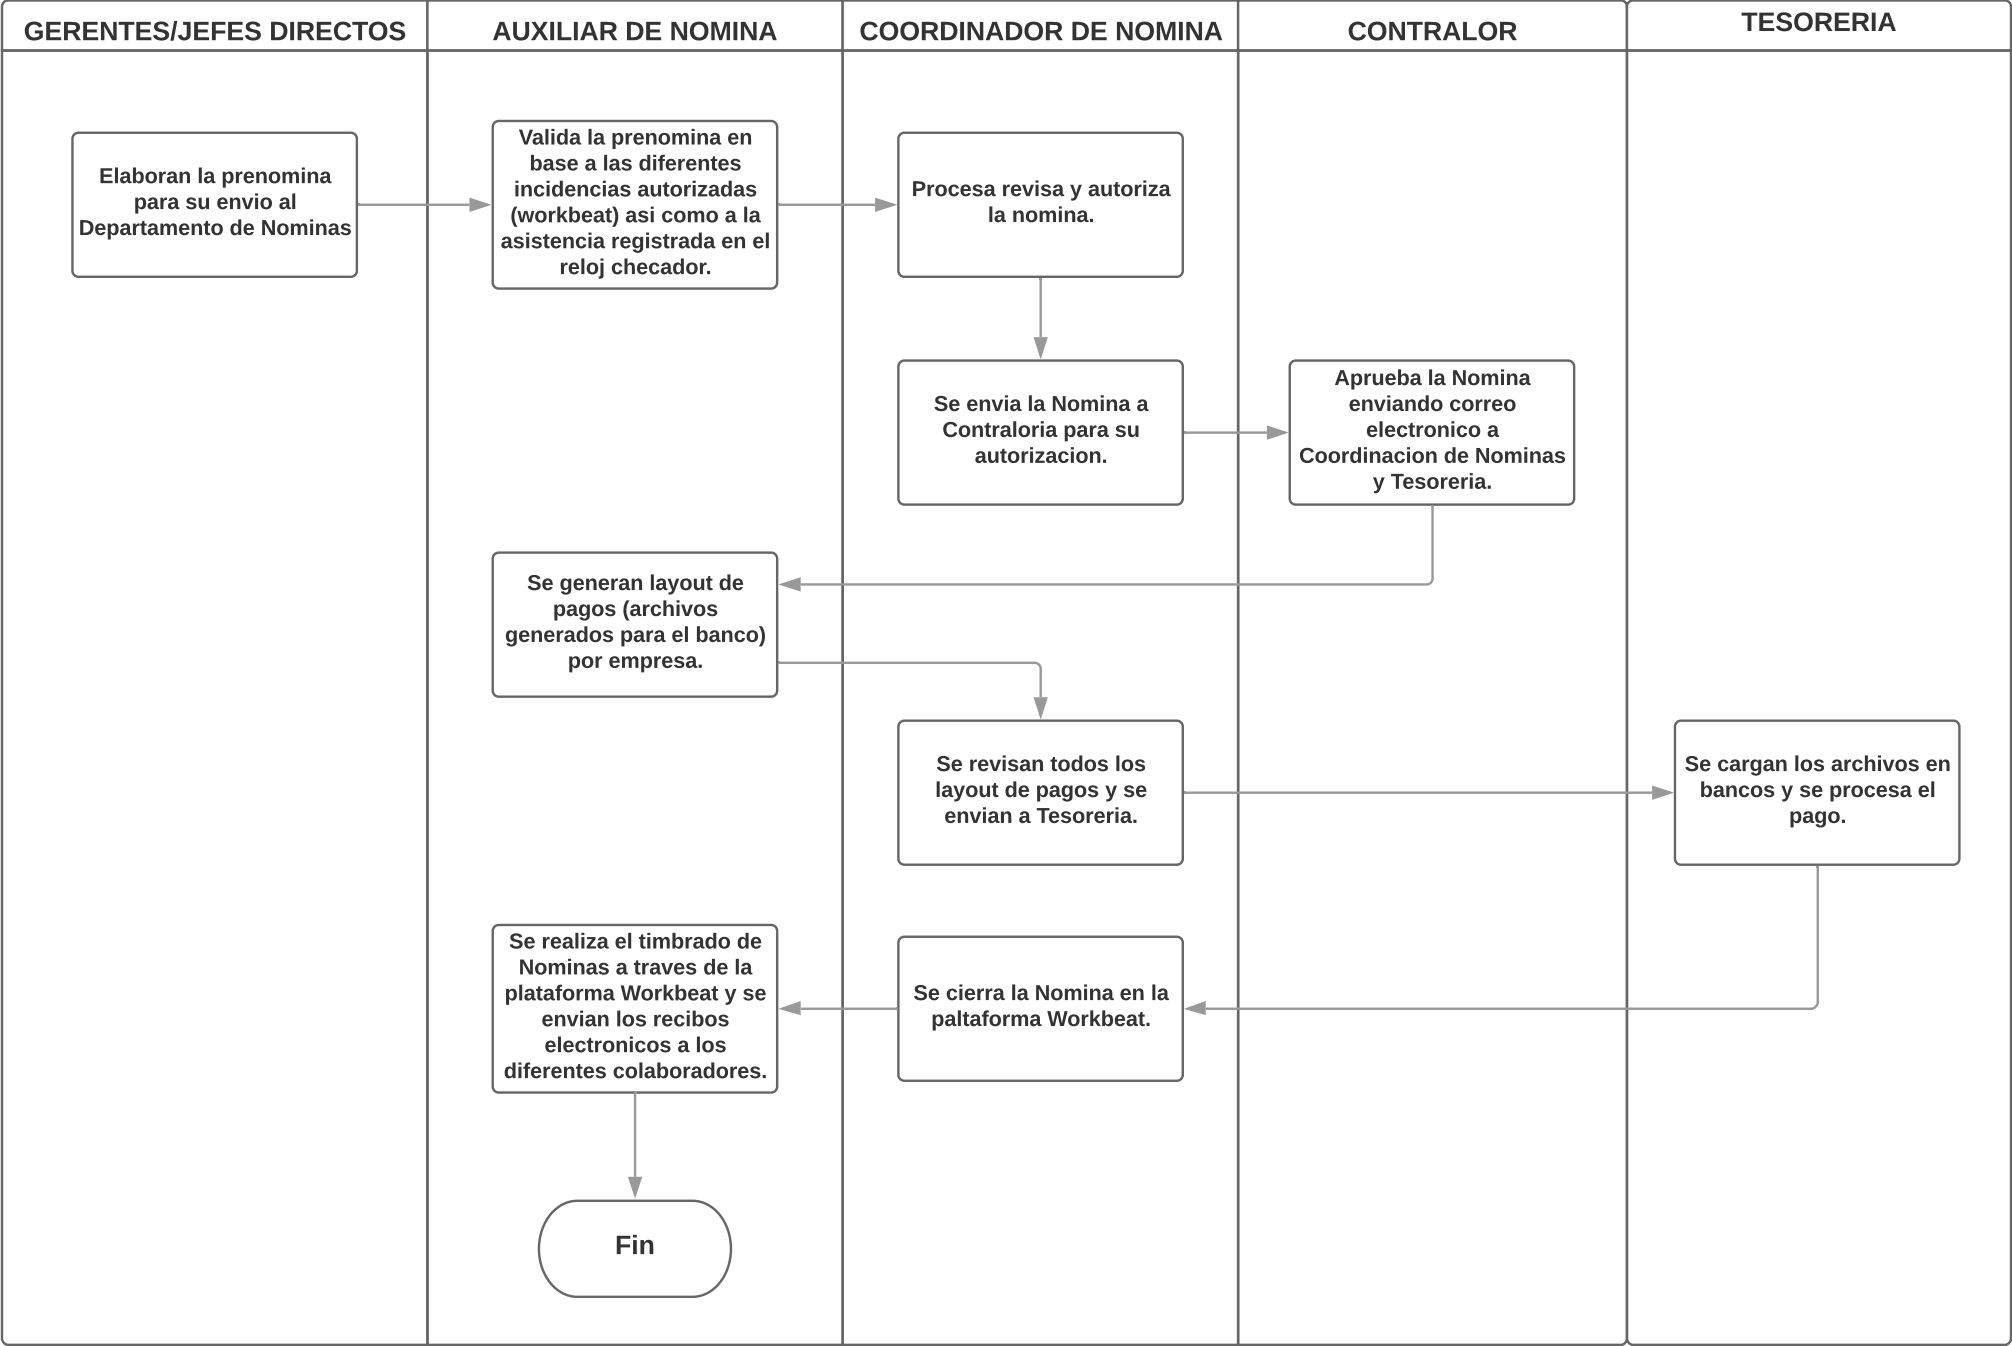 GERENTES/JEFES DIRECTOS
AUXILIAR DE NOMINA
COORDINADOR DE NOMINA
CONTRALOR
TESORERIA
Elaboran la prenomina
para su envio al
Departamento de Nominas
Valida la prenomina en
base a las diferentes
incidencias autorizadas
(workbeat) asi como a la
asistencia registrada en el
reloj checador.
Procesa revisa y autoriza
la nomina.
Se envia la Nomina a
Contraloria para su
autorizacion.
Aprueba la Nomina
enviando correo
electronico a
Coordinacion de Nominas
y Tesoreria.
Se generan layout de
pagos (archivos
generados para el banco)
por empresa.
Se revisan todos los
layout de pagos y se
envian a Tesoreria.
Se cargan los archivos en
bancos y se procesa el
pago.
Se cierra la Nomina en la
paltaforma Workbeat.
Se realiza el timbrado de
Nominas a traves de la
plataforma Workbeat y se
envian los recibos
electronicos a los
diferentes colaboradores.
Fin